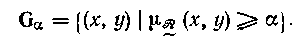 G_α = {(x, y) | μ_ℛ̰ (x, y) ⩾ α}.